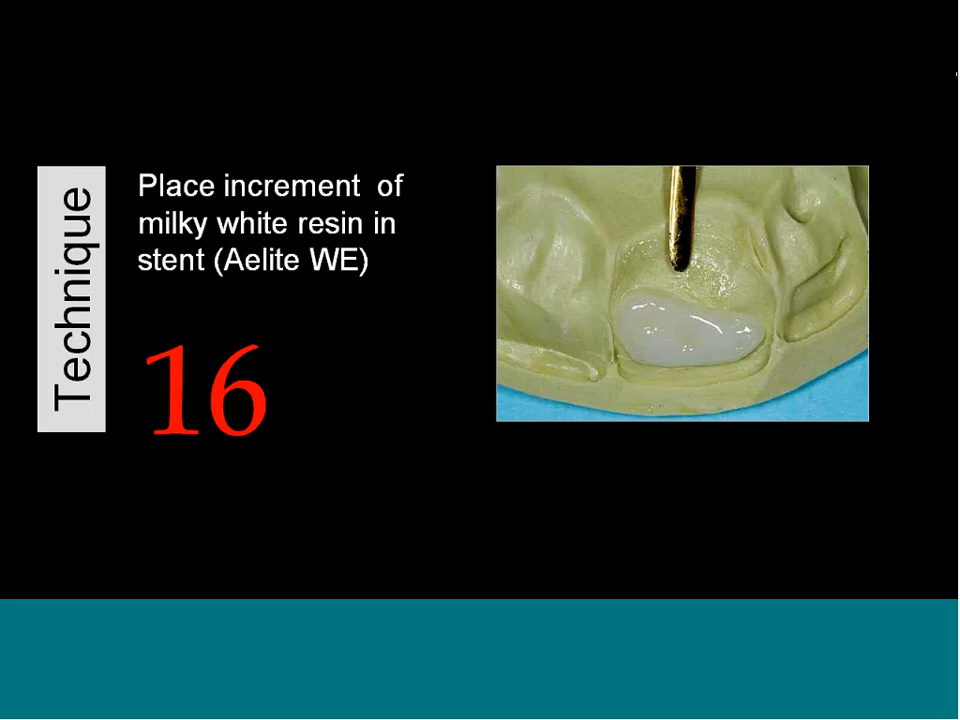 Technique
Place increment of
milky white resin in
stent (Aelite WE)
16